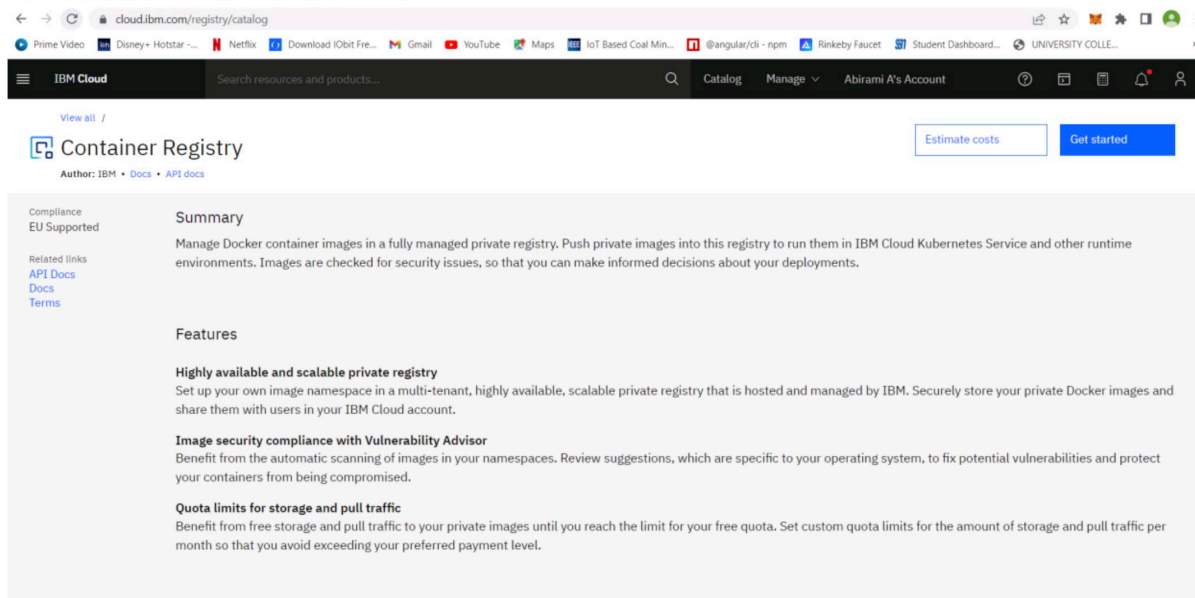 cloud.ibm.com/registry/catalog
Prime Video Disney+ Hotstar -... Netflix Download IObit Fre... Gmail YouTube Maps IoT Based Coal Min... @angular/cli - npm Rinkeby Faucet Student Dashboard... UNIVERSITY COLLE...
IBM Cloud Search resources and products... Catalog Manage Abirami A's Account
View all /
Container Registry
Estimate costs Get started
Author: IBM • Docs • API docs
Compliance
EU Supported
Related links
API Docs
Docs
Terms
Summary
Manage Docker container images in a fully managed private registry. Push private images into this registry to run them in IBM Cloud Kubernetes Service and other runtime
environments. Images are checked for security issues, so that you can make informed decisions about your deployments.
Features
Highly available and scalable private registry
Set up your own image namespace in a multi-tenant, highly available, scalable private registry that is hosted and managed by IBM. Securely store your private Docker images and
share them with users in your IBM Cloud account.
Image security compliance with Vulnerability Advisor
Benefit from the automatic scanning of images in your namespaces. Review suggestions, which are specific to your operating system, to fix potential vulnerabilities and protect
your containers from being compromised.
Quota limits for storage and pull traffic
Benefit from free storage and pull traffic to your private images until you reach the limit for your free quota. Set custom quota limits for the amount of storage and pull traffic per
month so that you avoid exceeding your preferred payment level.